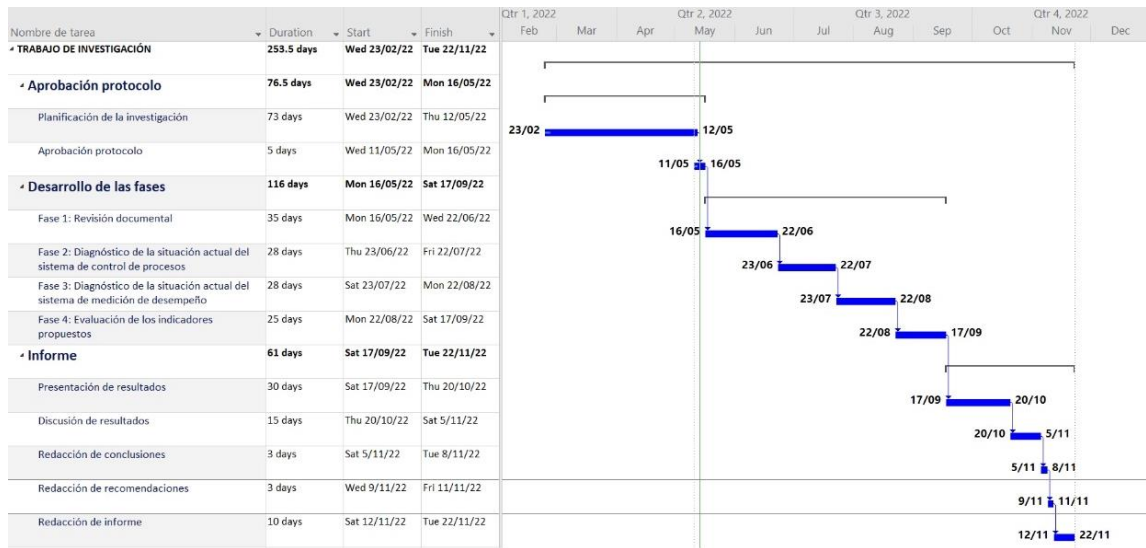 Qtr 1, 2022 Qtr 2, 2022 Qtr 3, 2022 Qtr 4, 2022
Nombre de tarea Duration Start Finish Feb Mar Apr May Jun Jul Aug Sep Oct Nov Dec
TRABAJO DE INVESTIGACIÓN 253.5 days Wed 23/02/22 Tue 22/11/22
Aprobación protocolo 76.5 days Wed 23/02/22 Mon 16/05/22
Planificación de la investigación 73 days Wed 23/02/22 Thu 12/05/22 23/02 12/05
Aprobación protocolo 5 days Wed 11/05/22 Mon 16/05/22 11/05 16/05
Desarrollo de las fases 116 days Mon 16/05/22 Sat 17/09/22
Fase 1: Revisión documental 35 days Mon 16/05/22 Wed 22/06/22 16/05 22/06
Fase 2: Diagnóstico de la situación actual del 28 days Thu 23/06/22 Fri 22/07/22 23/06 22/07
sistema de control de procesos
Fase 3: Diagnóstico de la situación actual del 28 days Sat 23/07/22 Mon 22/08/22 23/07 22/08
sistema de medición de desempeño
Fase 4: Evaluación de los indicadores 25 days Mon 22/08/22 Sat 17/09/22 22/08 17/09
propuestos
Informe 61 days Sat 17/09/22 Tue 22/11/22
Presentación de resultados 30 days Sat 17/09/22 Thu 20/10/22 17/09 20/10
Discusión de resultados 15 days Thu 20/10/22 Sat 5/11/22 20/10 5/11
Redacción de conclusiones 3 days Sat 5/11/22 Tue 8/11/22 5/11 8/11
Redacción de recomendaciones 3 days Wed 9/11/22 Fri 11/11/22 9/11 11/11
Redacción de informe 10 days Sat 12/11/22 Tue 22/11/22 12/11 22/11